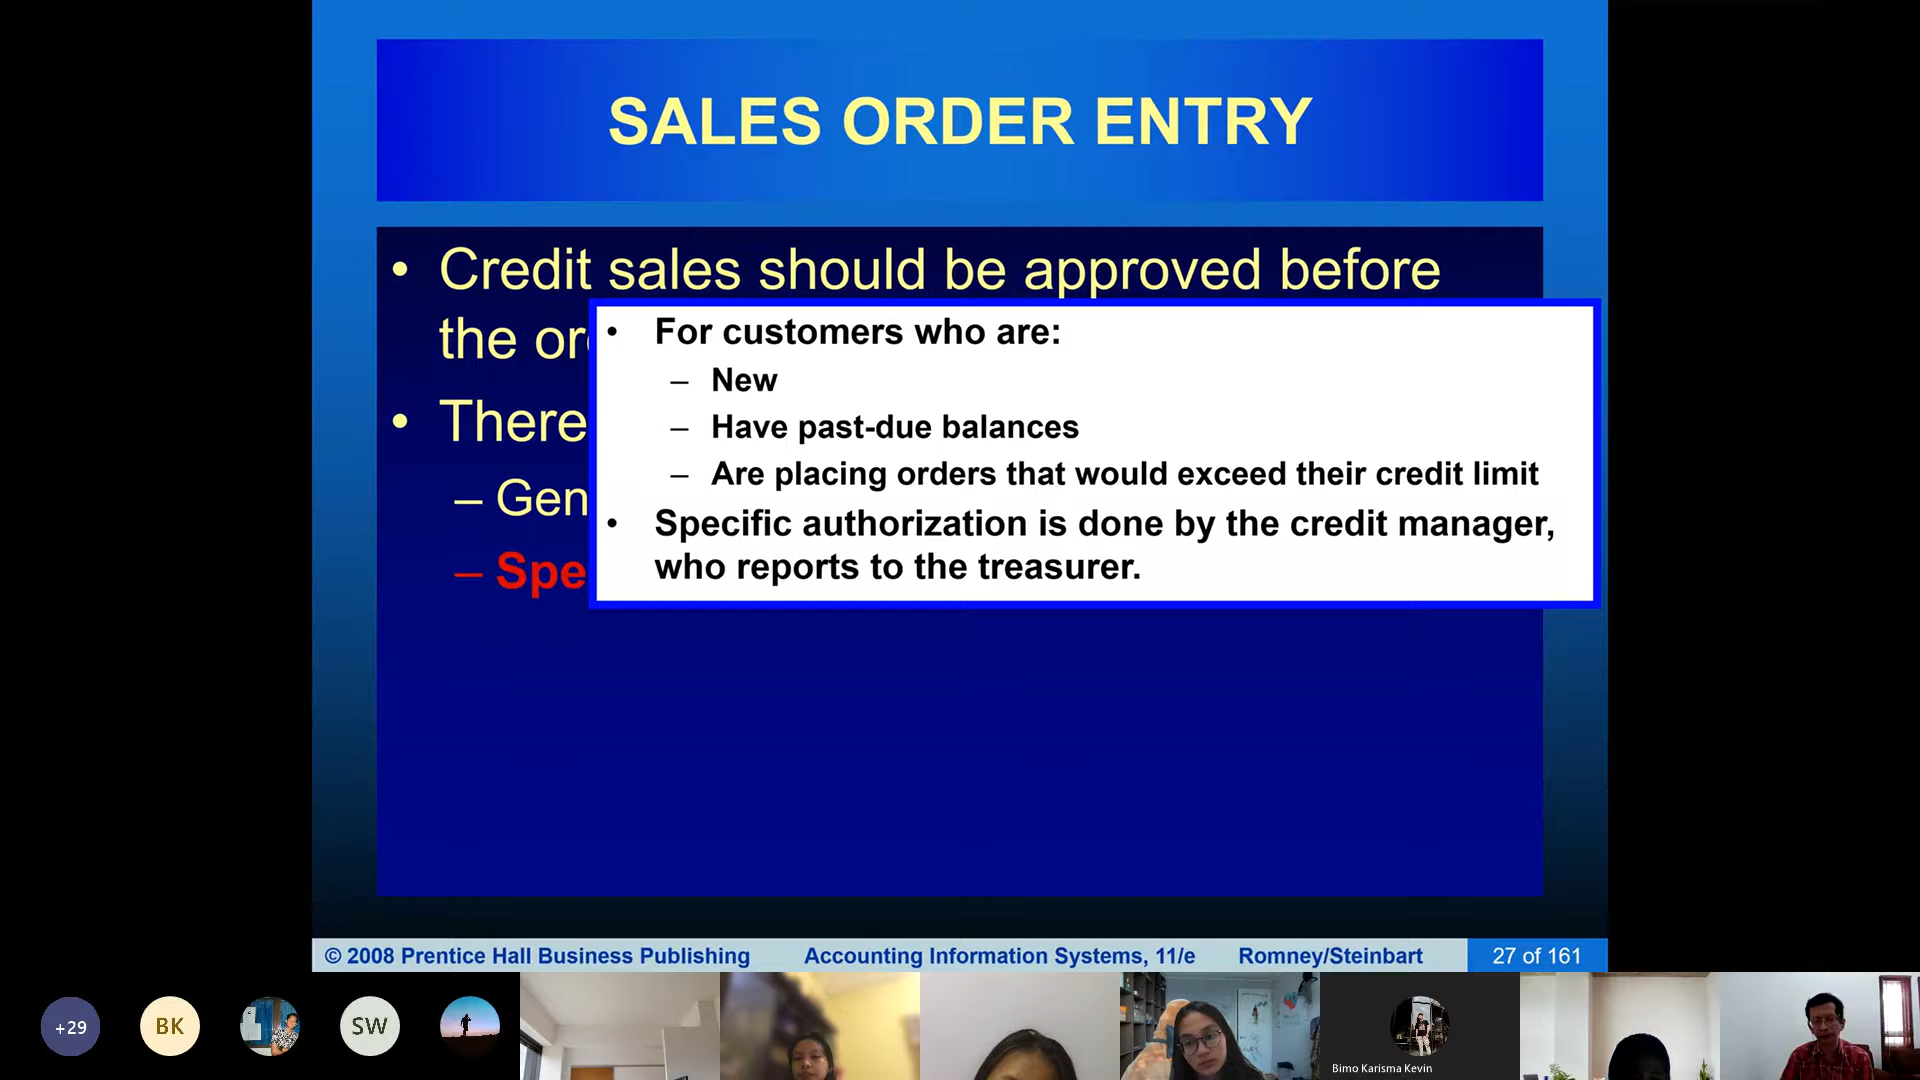 SALES ORDER ENTRY
• Credit sales should be approved before
the
• There
–
–
• For customers who are:
– New
– Have past-due balances
– Are placing orders that would exceed their credit limit
• Specific authorization is done by the credit manager,
who reports to the treasurer.
© 2008 Prentice Hall Business Publishing Accounting Information Systems, 11/e Romney/Steinbart 27 of 161
+29 BK SW
Bimo Karisma Kevin